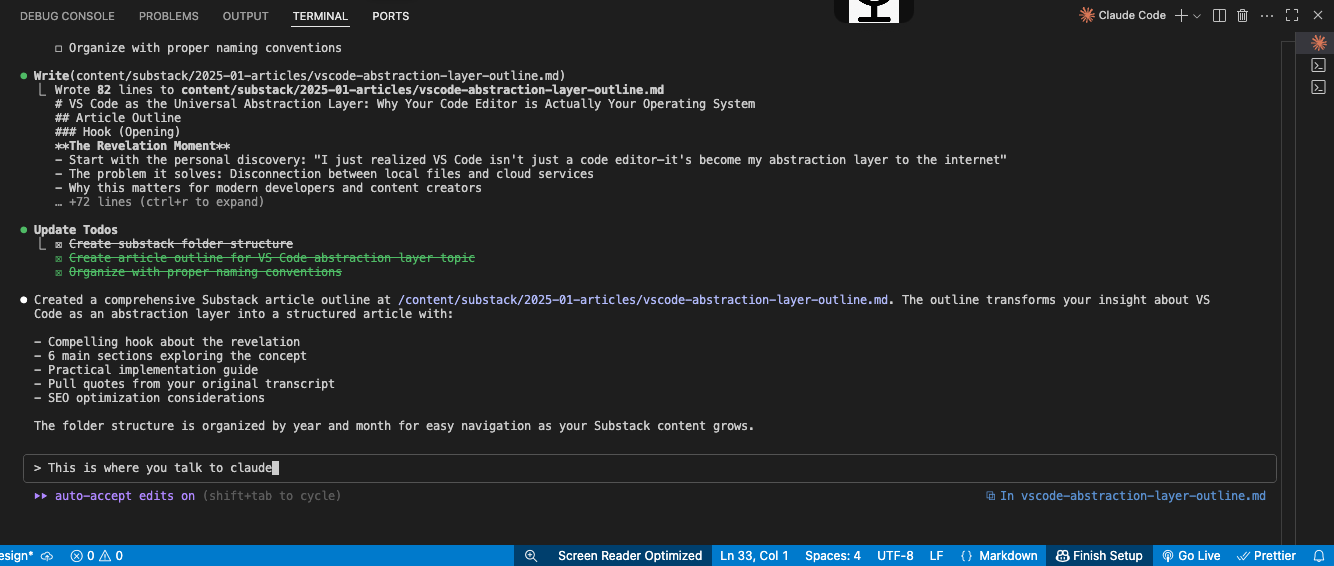 DEBUG CONSOLE PROBLEMS OUTPUT TERMINAL PORTS Claude Code
☐ Organize with proper naming conventions
Write(content/substack/2025-01-articles/vscode-abstraction-layer-outline.md)
Wrote 82 lines to content/substack/2025-01-articles/vscode-abstraction-layer-outline.md
# VS Code as the Universal Abstraction Layer: Why Your Code Editor is Actually Your Operating System
## Article Outline
### Hook (Opening)
**The Revelation Moment**
- Start with the personal discovery: "I just realized VS Code isn't just a code editor—it's become my abstraction layer to the internet"
- The problem it solves: Disconnection between local files and cloud services
- Why this matters for modern developers and content creators
… +72 lines (ctrl+r to expand)
Update Todos
☒ Create substack folder structure
☒ Create article outline for VS Code abstraction layer topic
☒ Organize with proper naming conventions
Created a comprehensive Substack article outline at /content/substack/2025-01-articles/vscode-abstraction-layer-outline.md. The outline transforms your insight about VS
Code as an abstraction layer into a structured article with:
- Compelling hook about the revelation
- 6 main sections exploring the concept
- Practical implementation guide
- Pull quotes from your original transcript
- SEO optimization considerations
The folder structure is organized by year and month for easy navigation as your Substack content grows.
> This is where you talk to claude
auto-accept edits on (shift+tab to cycle) In vscode-abstraction-layer-outline.md
esign* 0 0 Screen Reader Optimized Ln 33, Col 1 Spaces: 4 UTF-8 LF {} Markdown Finish Setup Go Live Prettier